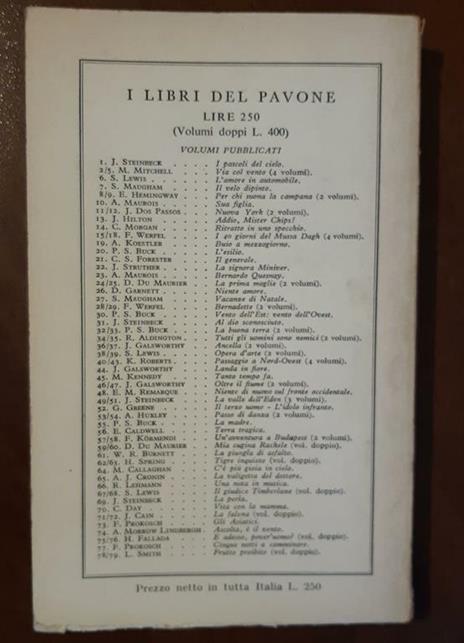 I LIBRI DEL PAVONE
LIRE 250
(Volumi doppi L. 400)
VOLUMI PUBBLICATI
1. J. STEINBECK . . . . I pascoli del cielo.
2/5. M. MITCHELL . . . . Via col vento (4 volumi).
6. S. LEWIS . . . . . L'amore in automobile.
7. S. MAUGHAM . . . . Il velo dipinto.
8/9. E. HEMINGWAY . . . . Per chi suona la campana (2 volumi).
10. A. MAUROIS . . . . Sua figlia.
11/12. J. DOS PASSOS . . . . Nuova York (2 volumi).
13. J. HILTON . . . . Addio, Mister Chips!
14. C. MORGAN . . . . Ritratto in uno specchio.
15/18. F. WERFEL . . . . I 40 giorni del Mussa Dagh (4 volumi).
19. A. KOESTLER . . . . Buio a mezzogiorno.
20. P. S. BUCK . . . . L'esilio.
21. C. S. FORESTER . . . . Il generale.
22. J. STRUTHER . . . . La signora Miniver.
23. A. MAUROIS . . . . Bernardo Quesnay.
24/25. D. DU MAURIER . . . . La prima moglie (2 volumi).
26. D. GARNETT . . . . Niente amore.
27. S. MAUGHAM . . . . Vacanze di Natale.
28/29. F. WERFEL . . . . Bernadette (2 volumi).
30. P. S. BUCK . . . . Vento dell'Est: vento dell'Ovest.
31. J. STEINBECK . . . . Al dio sconosciuto.
32/33. P. S. BUCK . . . . La buona terra (2 volumi).
34/35. R. ALDINGTON . . . . Tutti gli uomini sono nemici (2 volumi).
36/37. J. GALSWORTHY . . . . Ancella (2 volumi).
38/39. S. LEWIS . . . . Opera d'arte (2 volumi).
40/43. K. ROBERTS . . . . Passaggio a Nord-Ovest (4 volumi).
44. J. GALSWORTHY . . . . Landa in fiore.
45. M. KENNEDY . . . . Tanto tempo fa.
46/47. J. GALSWORTHY . . . . Oltre il fiume (2 volumi).
48. E. M. REMARQUE . . . . Niente di nuovo sul fronte occidentale.
49/51. J. STEINBECK . . . . La valle dell'Eden (3 volumi).
52. G. GREENE . . . . Il terzo uomo - L'idolo infranto.
53/54. A. HUXLEY . . . . Passo di danza (2 volumi).
55. P. S. BUCK . . . . La madre.
56. E. CALDWELL . . . . Terra tragica.
57/58. F. KÖRMENDI . . . . Un'avventura a Budapest (2 volumi).
59/60. D. DU MAURIER . . . . Mia cugina Rachele (vol. doppio).
61. W. R. BURNETT . . . . La giungla di asfalto.
62/63. H. SPRING . . . . Tigre inquieta (vol. doppio).
64. M. CALLAGHAN . . . . C'è più gioia in cielo.
65. A. J. CRONIN . . . . La valigetta del dottore.
66. R. LEHMANN . . . . Una nota in musica.
67/68. S. LEWIS . . . . Il giudice Timberlane (vol. doppio).
69. J. STEINBECK . . . . La perla.
70. C. DAY . . . . Vita con la mamma.
71/72. J. CAIN . . . . La falena (vol. doppio).
73. F. PROKOSCH . . . . Gli Asiatici.
74. A. MORROW LINDBERGH . Ascolta, è il vento.
75/76. H. FALLADA . . . . E adesso, pover'uomo? (vol. doppio).
77. F. PROKOSCH . . . . Cinque notti a camminare.
78/79. L. SMITH . . . . Frutto proibito (vol. doppio).
Prezzo netto in tutta Italia L. 250